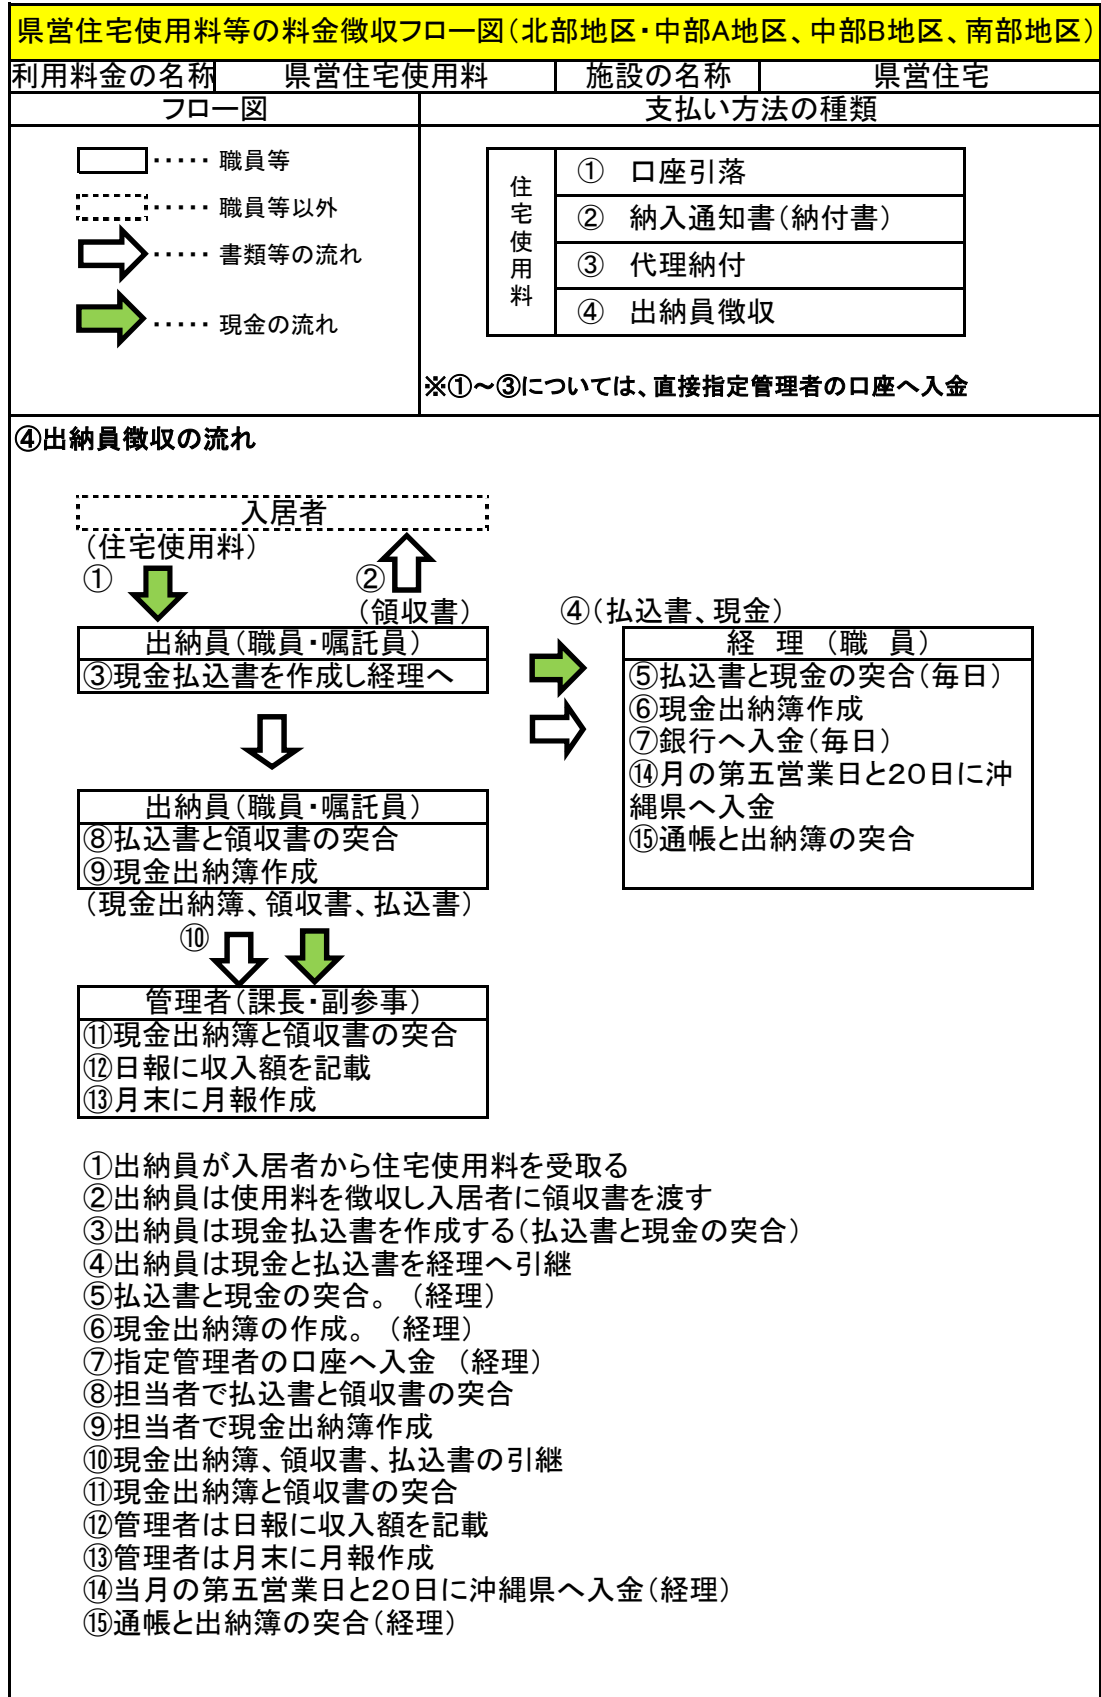 県営住宅使用料等の料金徴収フロー図(北部地区・中部A地区、中部B地区、南部地区)
利用料金の名称
県営住宅使用料
施設の名称
県営住宅
フロー図
支払い方法の種類
・・・・・ 職員等
・・・・・ 職員等以外
・・・・・ 書類等の流れ
・・・・・ 現金の流れ
住宅使用料
① 口座引落
② 納入通知書(納付書)
③ 代理納付
④ 出納員徴収
※①～③については、直接指定管理者の口座へ入金
④出納員徴収の流れ
入居者
(住宅使用料)
①
②
(領収書)
出納員(職員・嘱託員)
③現金払込書を作成し経理へ
④(払込書、現金)
経 理 (職 員)
⑤払込書と現金の突合(毎日)
⑥現金出納簿作成
⑦銀行へ入金(毎日)
⑭月の第五営業日と20日に沖
縄県へ入金
⑮通帳と出納簿の突合
出納員(職員・嘱託員)
⑧払込書と領収書の突合
⑨現金出納簿作成
(現金出納簿、領収書、払込書)
⑩
管理者(課長・副参事)
⑪現金出納簿と領収書の突合
⑫日報に収入額を記載
⑬月末に月報作成
①出納員が入居者から住宅使用料を受取る
②出納員は使用料を徴収し入居者に領収書を渡す
③出納員は現金払込書を作成する(払込書と現金の突合)
④出納員は現金と払込書を経理へ引継
⑤払込書と現金の突合。 (経理)
⑥現金出納簿の作成。 (経理)
⑦指定管理者の口座へ入金 (経理)
⑧担当者で払込書と領収書の突合
⑨担当者で現金出納簿作成
⑩現金出納簿、領収書、払込書の引継
⑪現金出納簿と領収書の突合
⑫管理者は日報に収入額を記載
⑬管理者は月末に月報作成
⑭当月の第五営業日と20日に沖縄県へ入金(経理)
⑮通帳と出納簿の突合(経理)